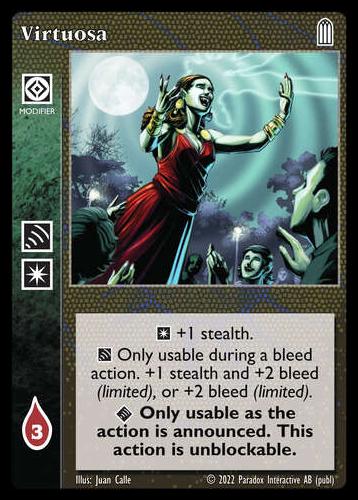 Virtuosa
MODIFIER
+1 stealth.
Only usable during a bleed
action. +1 stealth and +2 bleed
(limited), or +2 bleed (limited).
Only usable as the
action is announced. This
action is unblockable.
3
Illus: Juan Calle © 2022 Paradox Interactive AB (publ)